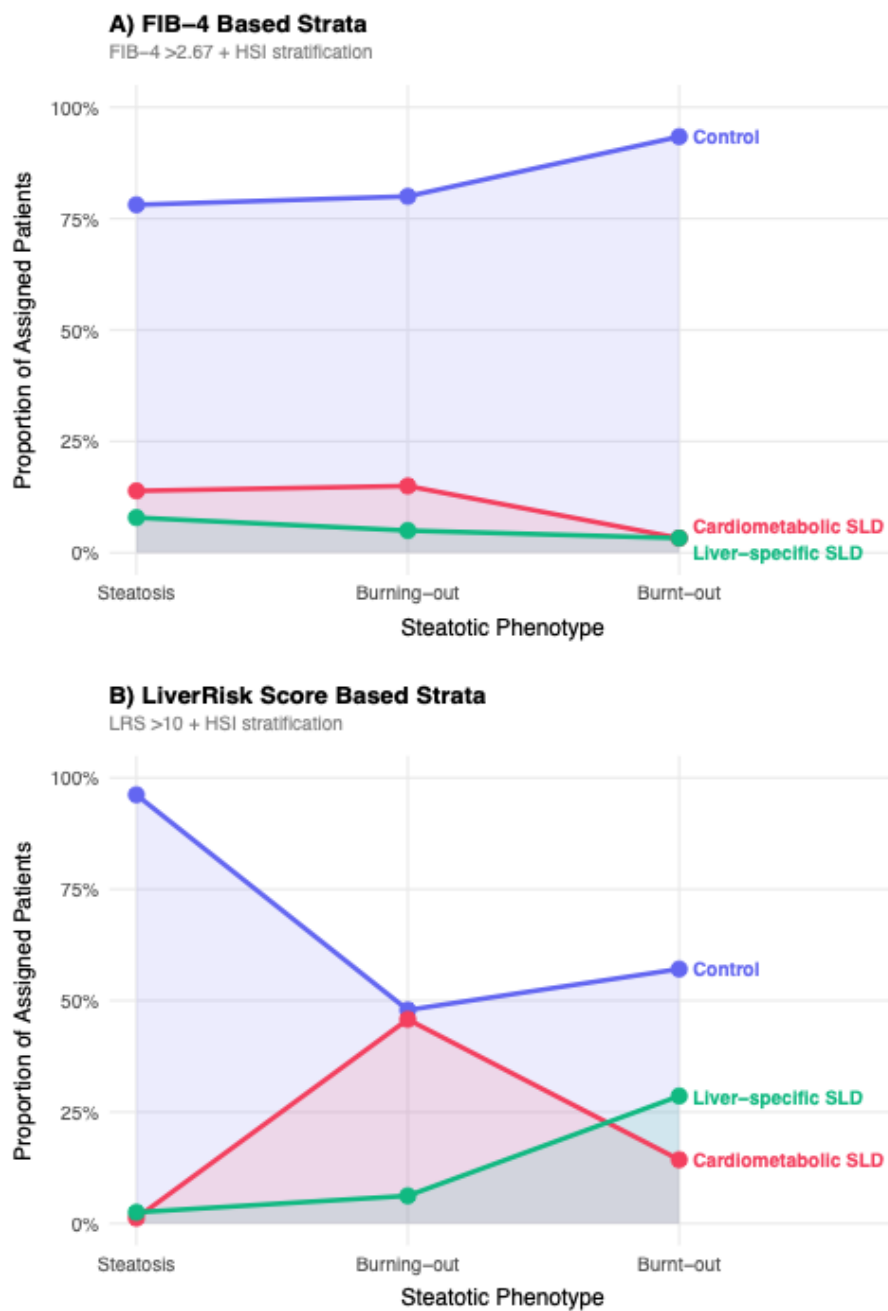 A) FIB–4 Based Strata
FIB–4 >2.67 + HSI stratification
Proportion of Assigned Patients
100%
75%
50%
25%
0%
Control
Cardiometabolic SLD
Liver–specific SLD
Steatosis
Burning–out
Burnt–out
Steatotic Phenotype
B) LiverRisk Score Based Strata
LRS >10 + HSI stratification
Proportion of Assigned Patients
100%
75%
50%
25%
0%
Control
Liver–specific SLD
Cardiometabolic SLD
Steatosis
Burning–out
Burnt–out
Steatotic Phenotype